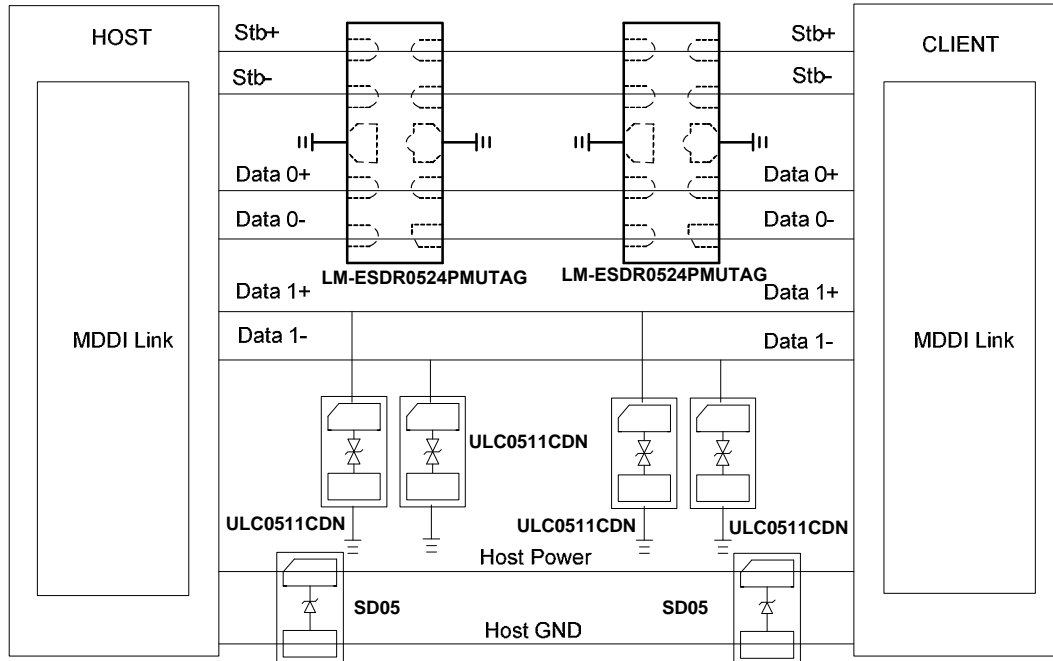 HOST
Stb+
Stb+
CLIENT
Stb-
Stb-
Data 0+
Data 0+
Data 0-
Data 0-
LM-ESDR0524PMUTAG
LM-ESDR0524PMUTAG
Data 1+
Data 1+
MDDI Link
Data 1-
Data 1-
MDDI Link
ULC0511CDN
ULC0511CDN
ULC0511CDN
ULC0511CDN
Host Power
SD05
SD05
Host GND